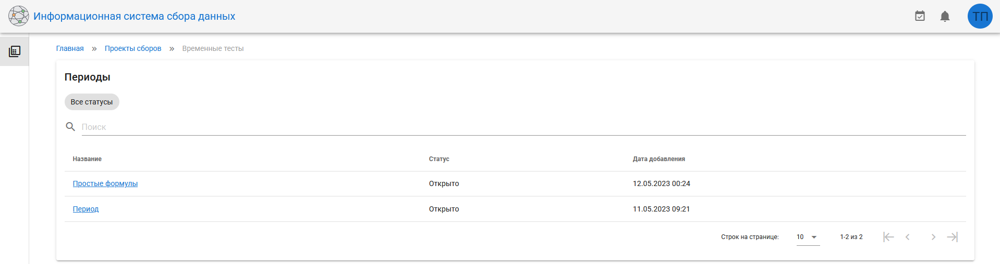 Информационная система сбора данных
ТП
Главная » Проекты сборов » Временные тесты
Периоды
Все статусы
Поиск
Название Статус Дата добавления
Простые формулы Открыто 12.05.2023 00:24
Период Открыто 11.05.2023 09:21
Строк на странице: 10 1-2 из 2